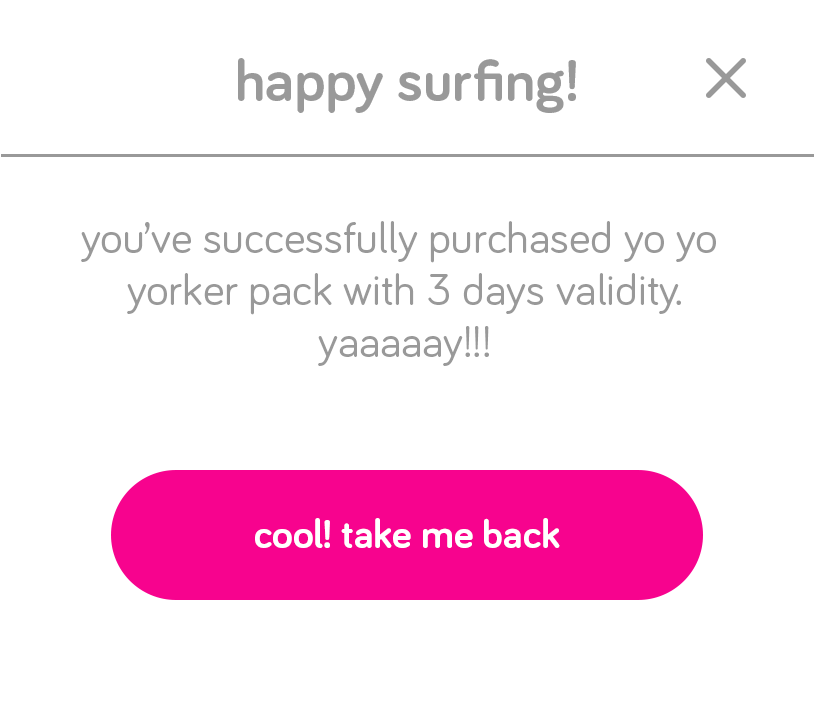 happy surfing!
you’ve successfully purchased yo yo
yorker pack with 3 days validity.
yaaaaay!!!
cool! take me back